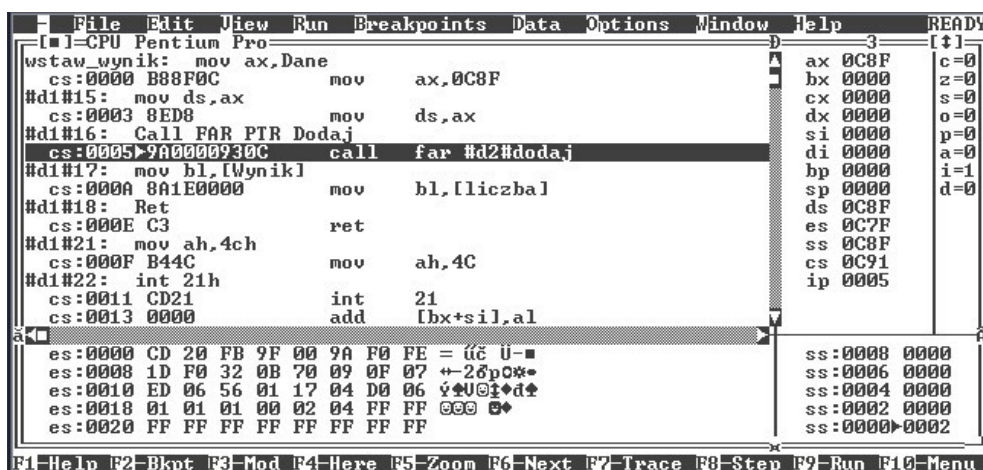 File Edit View Run Breakpoints Data Options Window Help READY
[■]=CPU Pentium Pro 3 [↕]
wstaw_wynik: mov ax,Dane
cs:0000 B88F0C mov ax,0C8F
#d1#15: mov ds,ax
cs:0003 8ED8 mov ds,ax
#d1#16: Call FAR PTR Dodaj
cs:0005►9A0000930C call far #d2#dodaj
#d1#17: mov bl,[Wynik]
cs:000A 8A1E0000 mov bl,[liczba]
#d1#18: Ret
cs:000E C3 ret
#d1#21: mov ah,4ch
cs:000F B44C mov ah,4C
#d1#22: int 21h
cs:0011 CD21 int 21
cs:0013 0000 add [bx+si],al
ax 0C8F c=0
bx 0000 z=0
cx 0000 s=0
dx 0000 o=0
si 0000 p=0
di 0000 a=0
bp 0000 i=1
sp 0000 d=0
ds 0C8F
es 0C7F
ss 0C8F
cs 0C91
ip 0005
es:0000 CD 20 FB 9F 00 9A F0 FE
es:0008 1D F0 32 0B 70 09 0F 07
es:0010 ED 06 56 01 17 04 D0 06
es:0018 01 01 01 00 02 04 FF FF
es:0020 FF FF FF FF FF FF FF FF
ss:0008 0000
ss:0006 0000
ss:0004 0000
ss:0002 0000
ss:0000►0002
F1-Help F2-Bkpt F3-Mod F4-Here F5-Zoom F6-Next F7-Trace F8-Step F9-Run F10-Menu